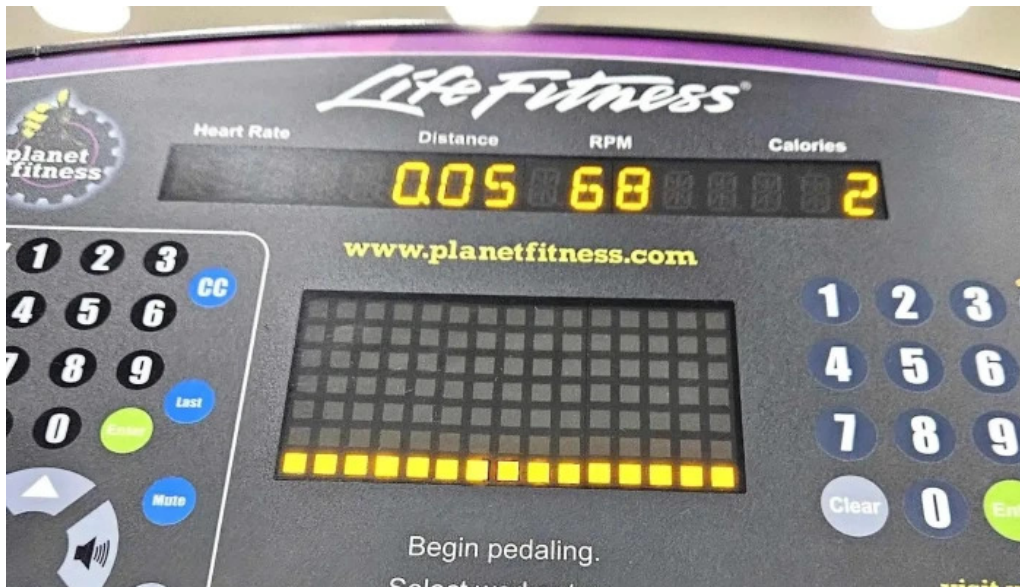 Life Fitness®
planet
fitness
Heart Rate Distance RPM Calories
0.05 68 2
www.planetfitness.com
1 2 3
CC
4 5 6
7 8 9
Last
0 Enter
Mute
1 2 3
4 5 6
7 8 9
Clear 0
Begin pedaling.